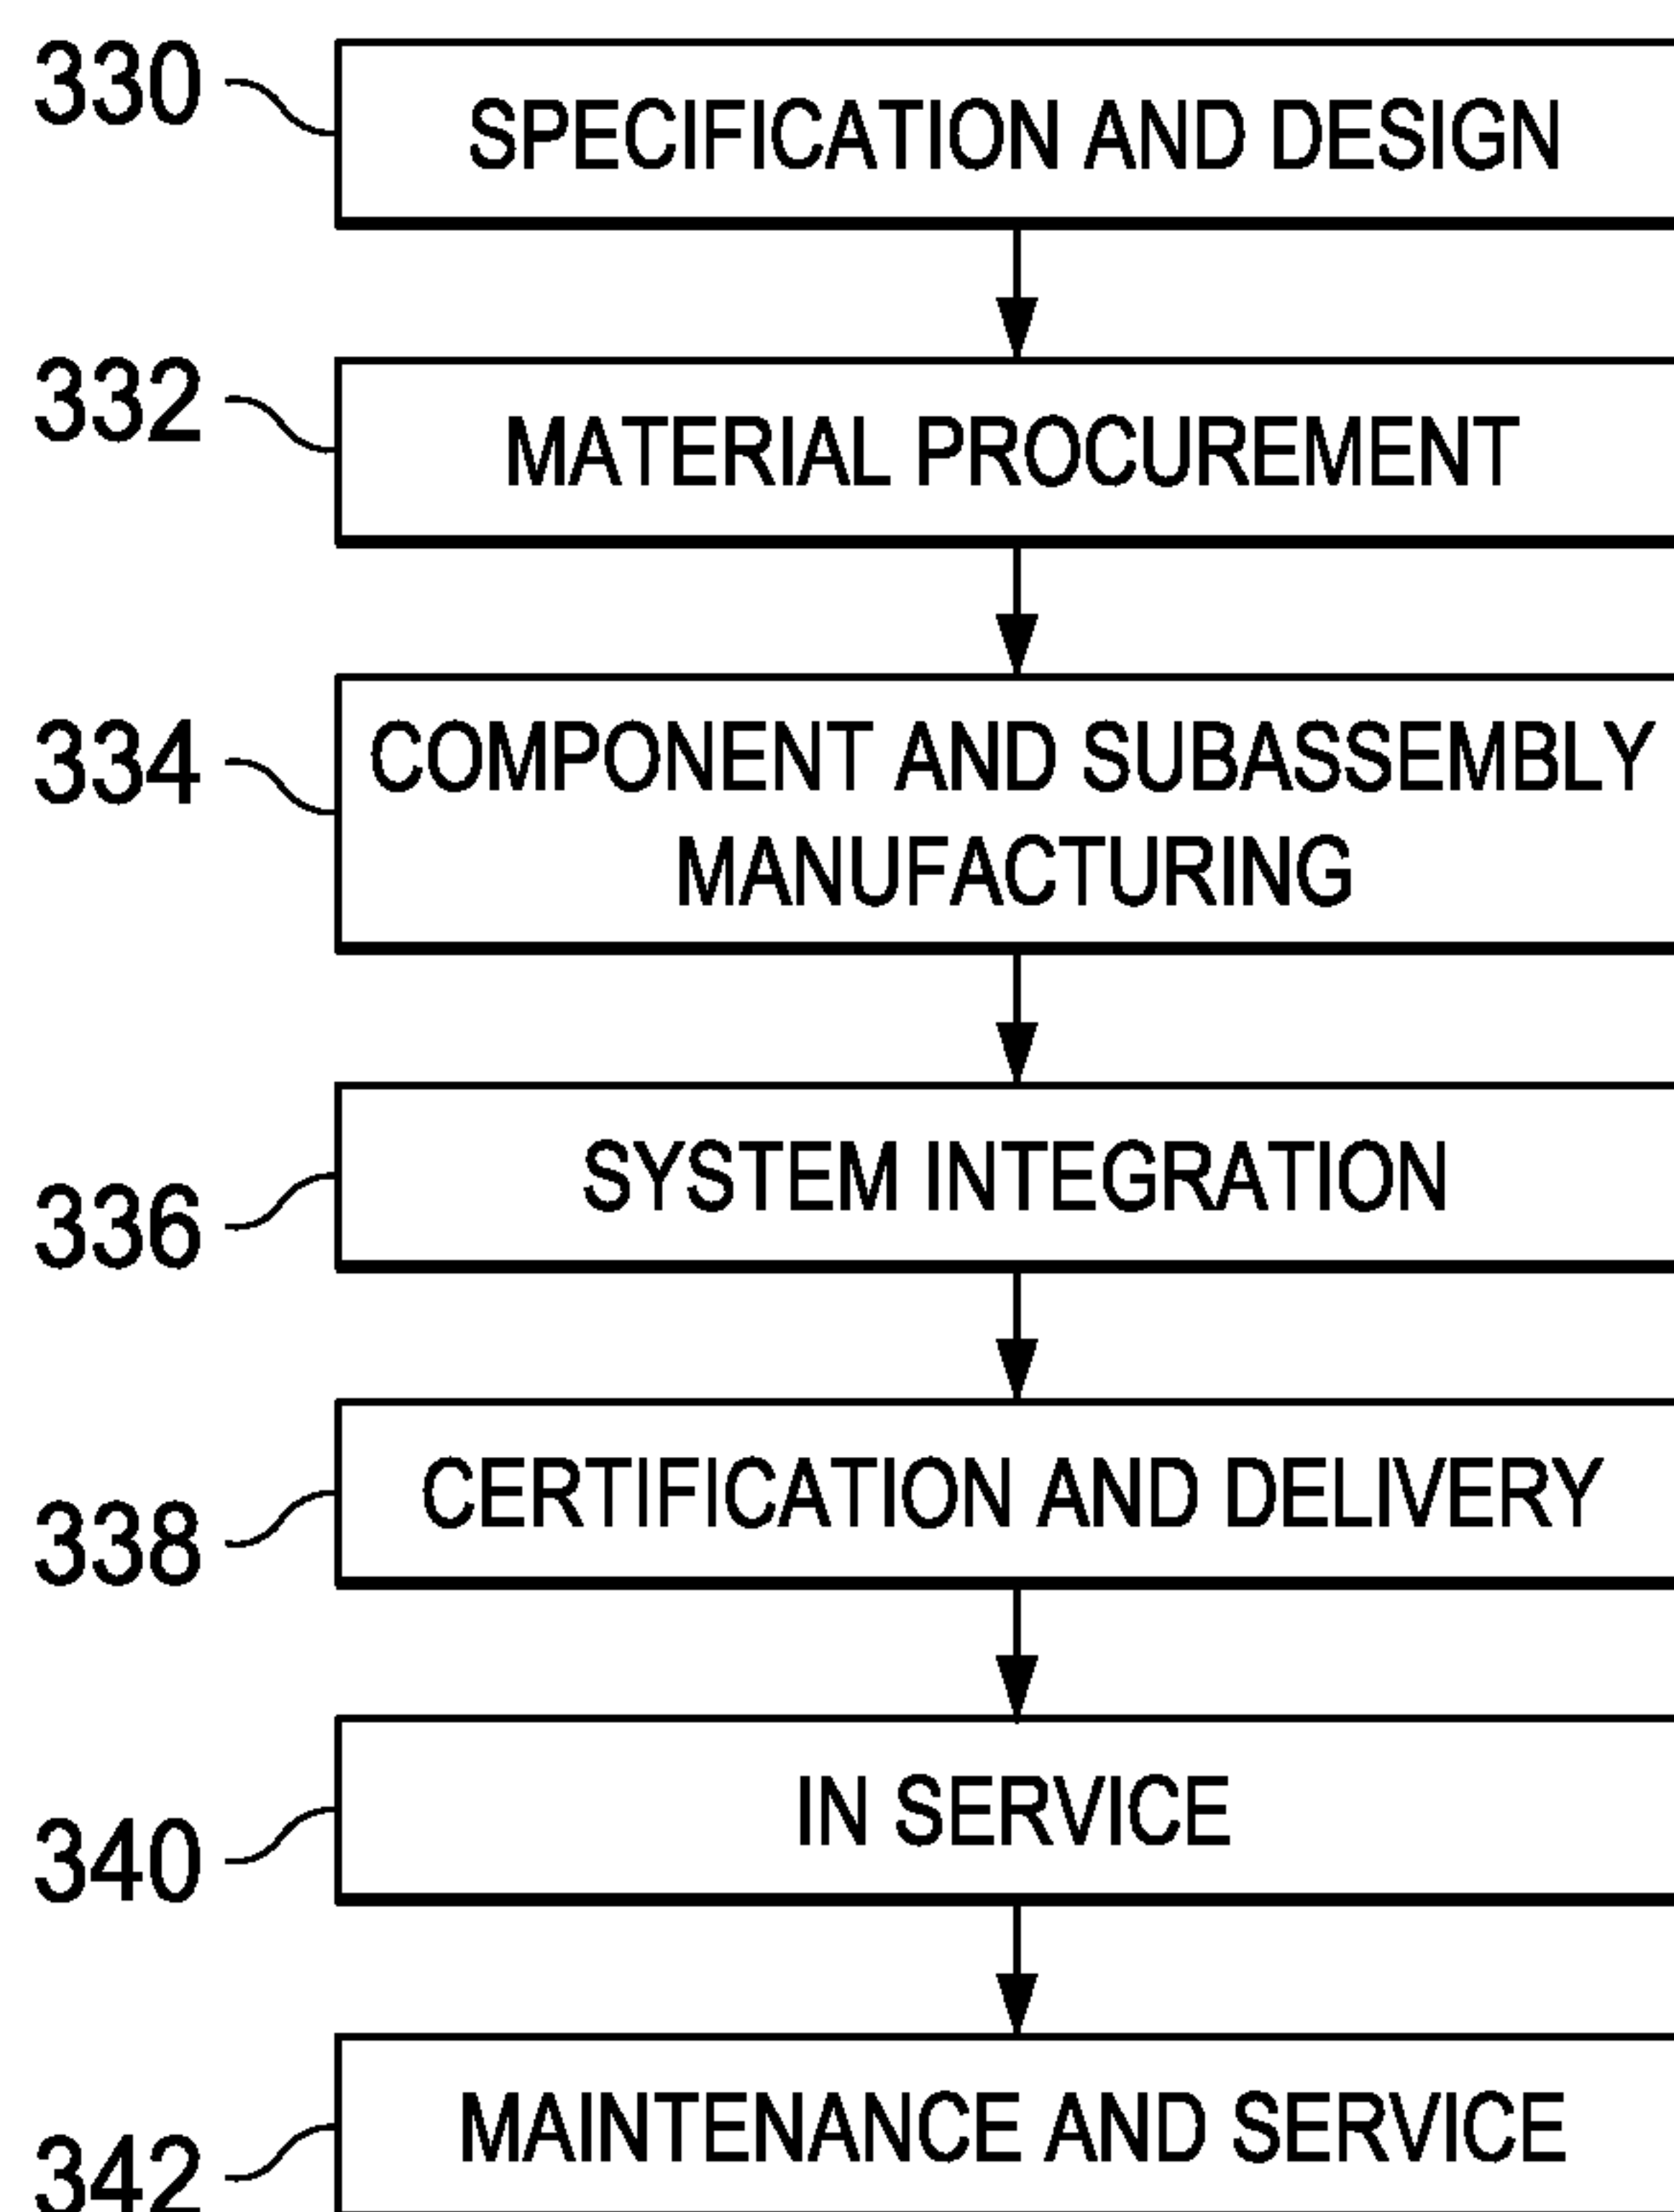 330 SPECIFICATION AND DESIGN
332 MATERIAL PROCUREMENT
334 COMPONENT AND SUBASSEMBLY
MANUFACTURING
336 SYSTEM INTEGRATION
338 CERTIFICATION AND DELIVERY
340 IN SERVICE
342 MAINTENANCE AND SERVICE